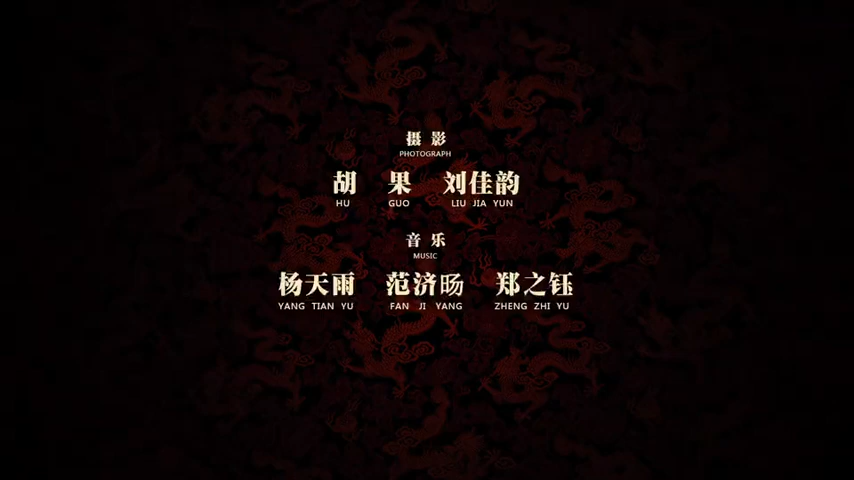 摄 影
PHOTOGRAPH
胡 果 刘佳韵
HU GUO LIU JIA YUN
音 乐
MUSIC
杨天雨 范济旸 郑之钰
YANG TIAN YU FAN JI YANG ZHENG ZHI YU